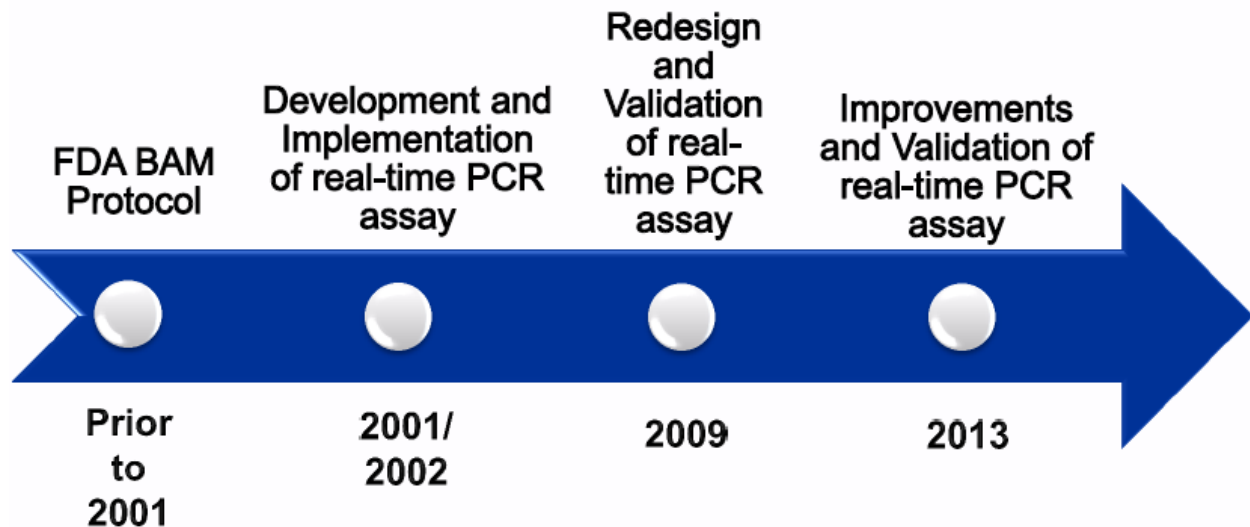 FDA BAM
Protocol
Development and
Implementation
of real-time PCR
assay
Redesign
and
Validation
of real-
time PCR
assay
Improvements
and Validation of
real-time PCR
assay
Prior
to
2001
2001/
2002
2009
2013